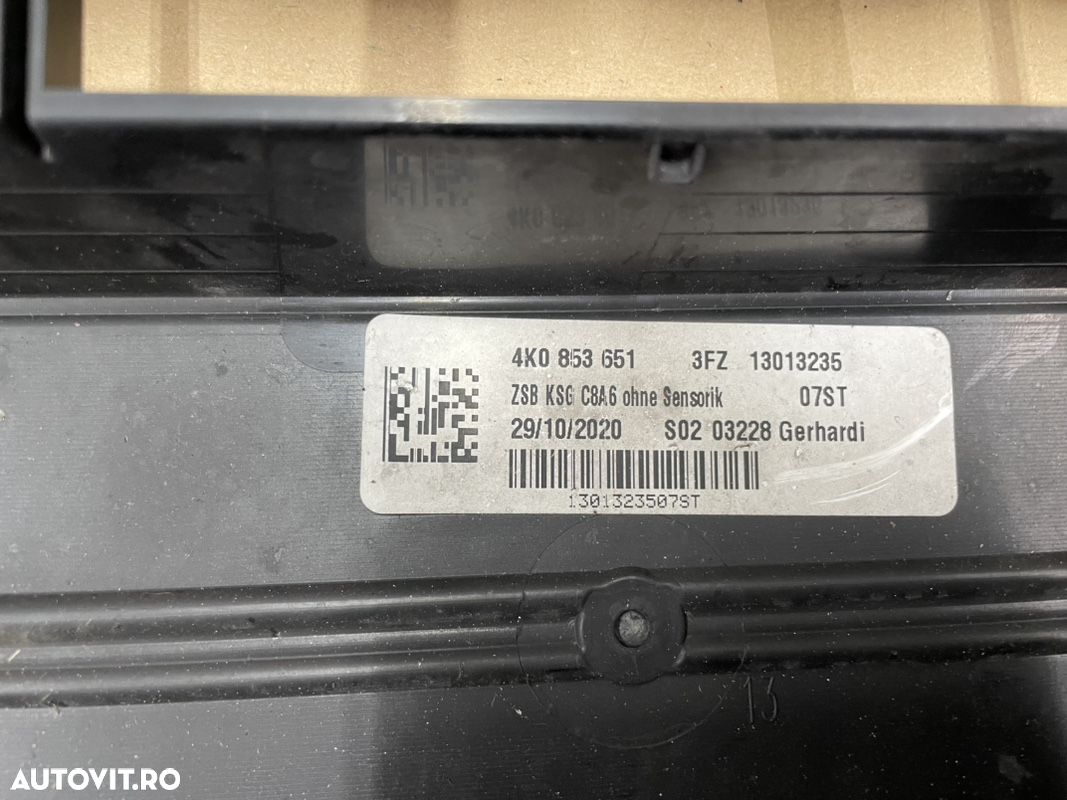 4K0 853 651 3FZ 13013235
ZSB KSG C8A6 ohne Sensorik 07ST
29/10/2020 S02 03228 Gerhardi
1301323507ST
13
AUTOVIT.RO